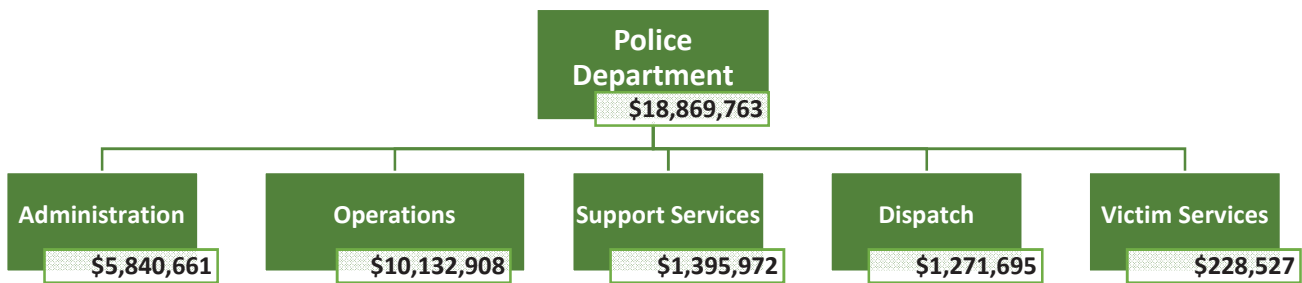 Police
Department
$18,869,763
Administration
$5,840,661
Operations
$10,132,908
Support Services
$1,395,972
Dispatch
$1,271,695
Victim Services
$228,527